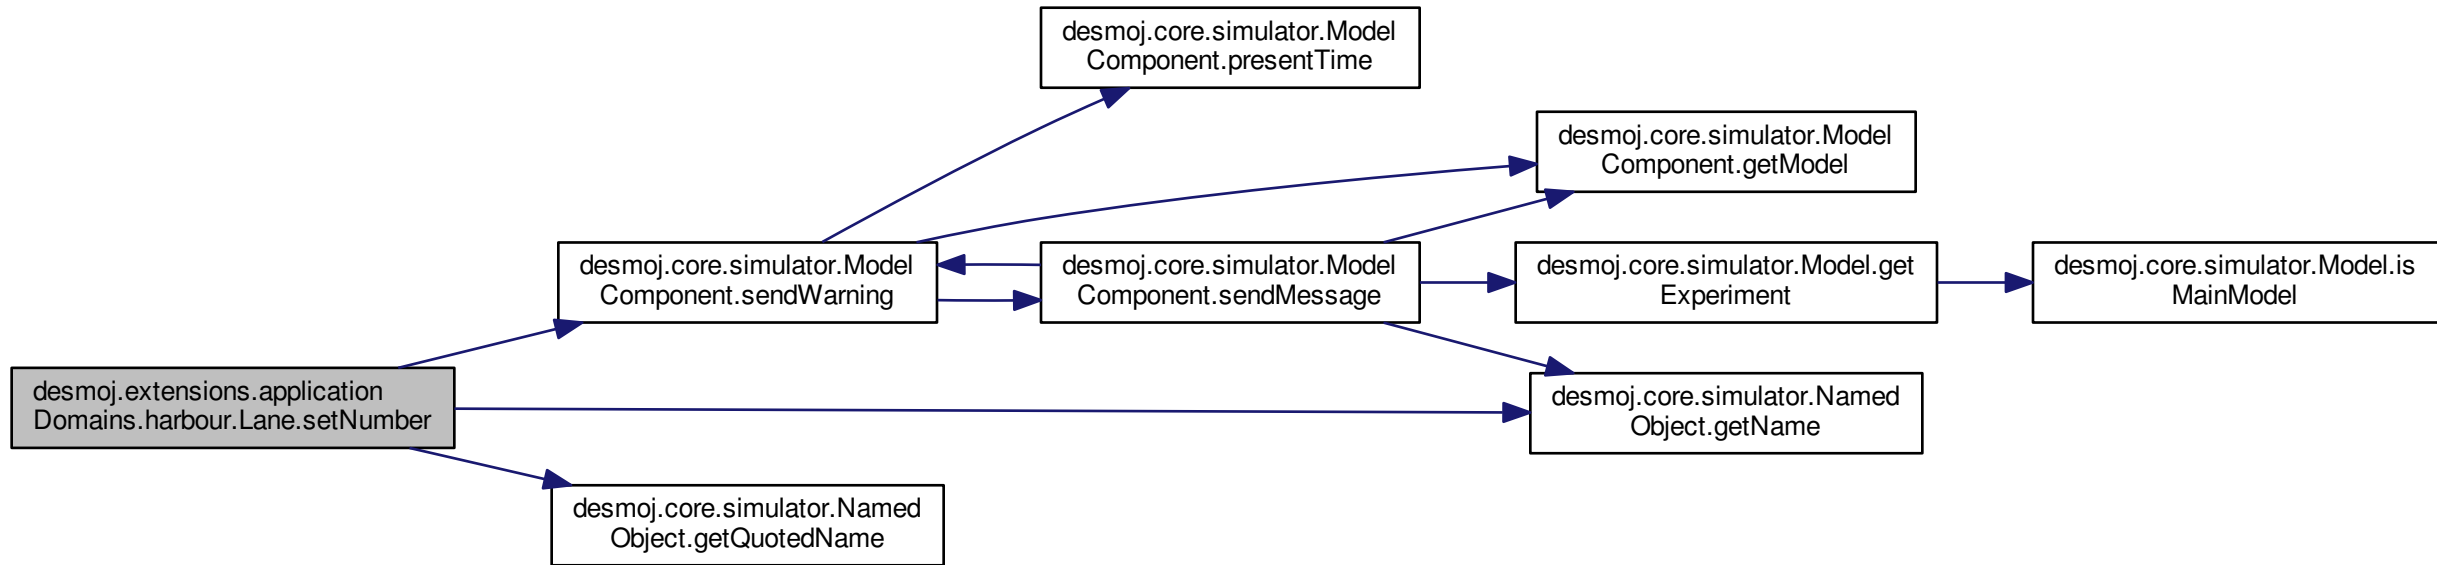 desmoj.core.simulator.Model
Component.presentTime
desmoj.core.simulator.Model
Component.getModel
desmoj.core.simulator.Model
Component.sendWarning
desmoj.core.simulator.Model
Component.sendMessage
desmoj.core.simulator.Model.get
Experiment
desmoj.core.simulator.Model.is
MainModel
desmoj.extensions.application
Domains.harbour.Lane.setNumber
desmoj.core.simulator.Named
Object.getName
desmoj.core.simulator.Named
Object.getQuotedName